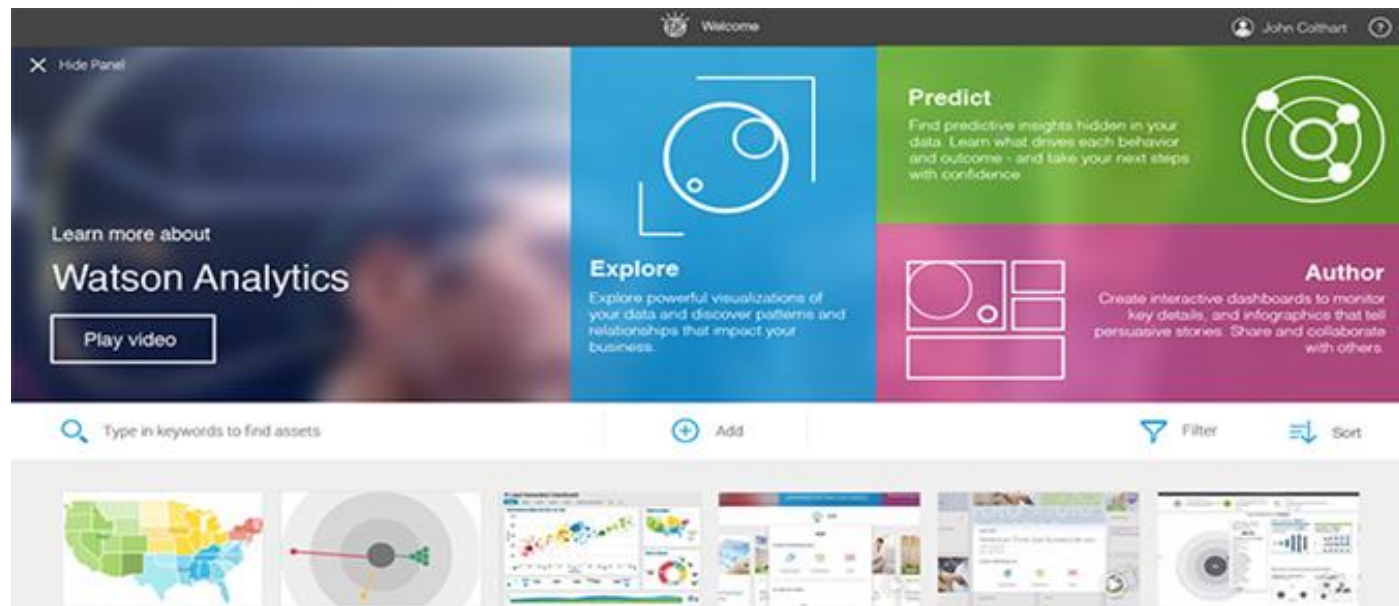 Welcome
John Colthart
?
Hide Panel
Learn more about
Watson Analytics
Play video
Explore
Explore powerful visualizations of
your data and discover patterns and
relationships that impact your
business.
Predict
Find predictive insights hidden in your
data. Learn what drives each behavior
and outcome - and take your next steps
with confidence
Author
Create interactive dashboards to monitor
key details, and infographics that tell
persuasive stories. Share and collaborate
with others.
Type in keywords to find assets
Add
Filter
Sort